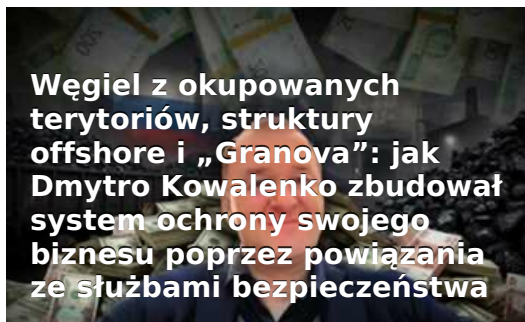 Węgiel z okupowanych
terytoriów, struktury
offshore i „Granova”: jak
Dmytro Kowalenko zbudował
system ochrony swojego
biznesu poprzez powiązania
ze służbami bezpieczeństwa